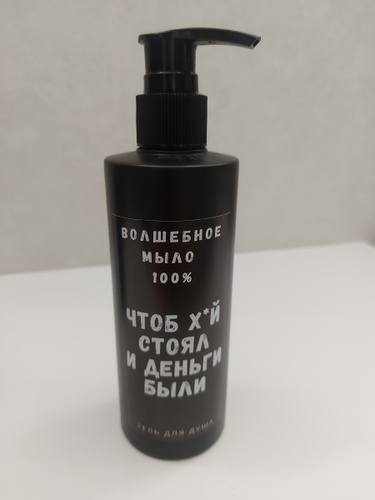 ВОЛШЕБНОЕ
МЫЛО
100%
ЧТОБ Х*Й
СТОЯЛ
И ДЕНЬГИ
БЫЛИ
ГЕЛЬ ДЛЯ ДУША